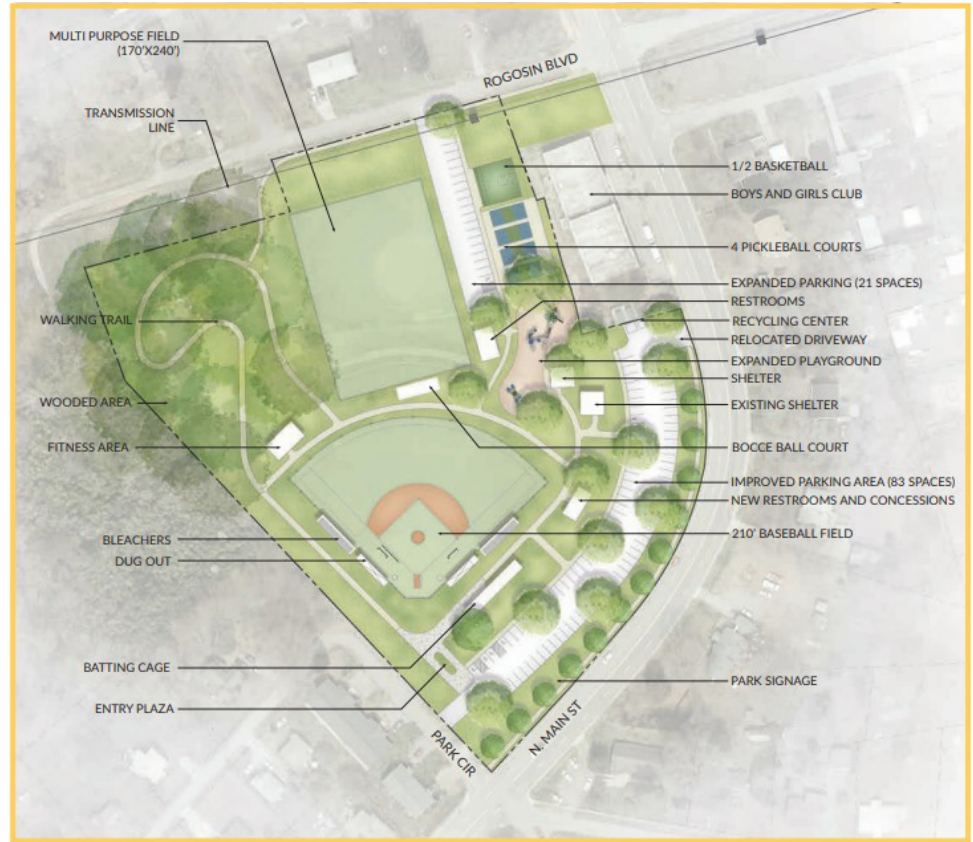 MULTI PURPOSE FIELD
(170'X240')
TRANSMISSION
LINE
WALKING TRAIL
WOODED AREA
FITNESS AREA
BLEACHERS
DUG OUT
BATTING CAGE
ENTRY PLAZA
ROGOSIN BLVD
1/2 BASKETBALL
BOYS AND GIRLS CLUB
4 PICKLEBALL COURTS
EXPANDED PARKING (21 SPACES)
RESTROOMS
RECYCLING CENTER
RELOCATED DRIVEWAY
EXPANDED PLAYGROUND
SHELTER
EXISTING SHELTER
BOCCE BALL COURT
IMPROVED PARKING AREA (83 SPACES)
NEW RESTROOMS AND CONCESSIONS
210' BASEBALL FIELD
PARK SIGNAGE
PARK CIR
N. MAIN ST